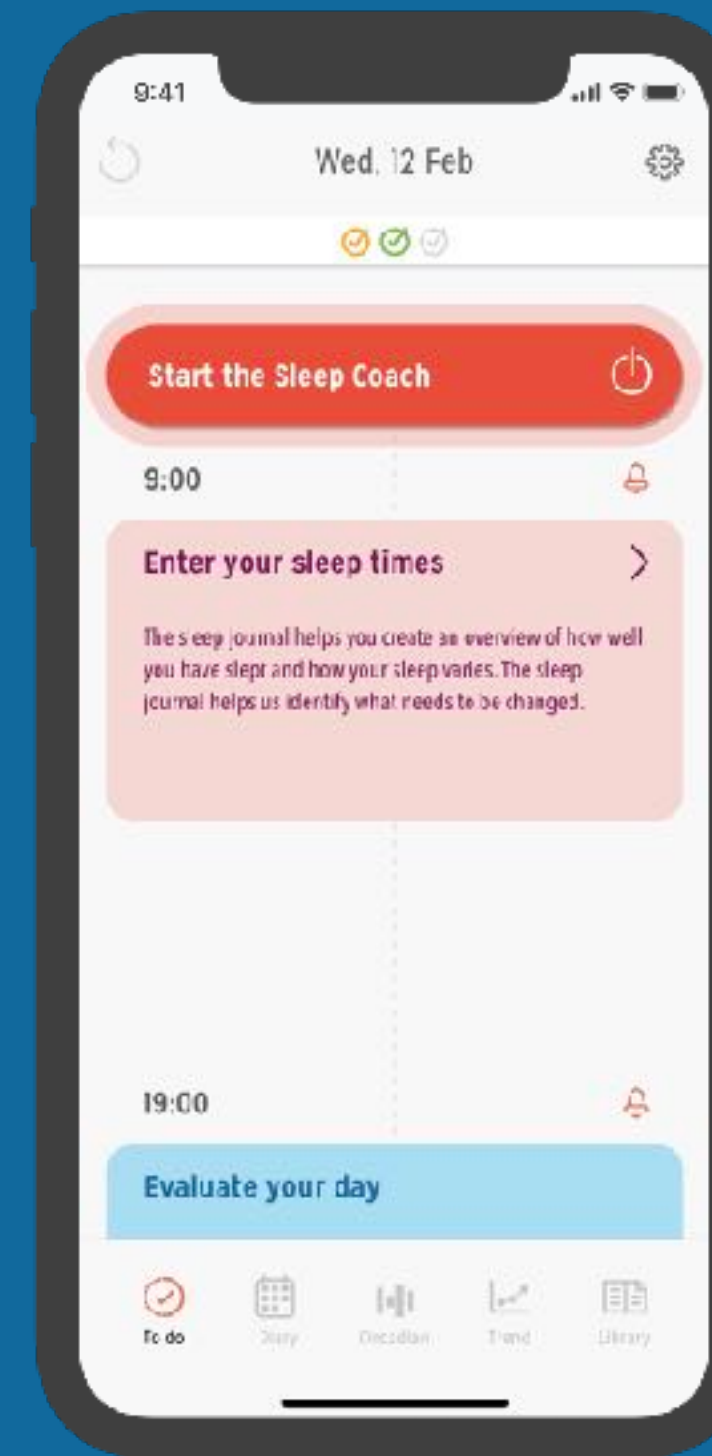 9:41
Wed, 12 Feb
Start the Sleep Coach
9:00
Enter your sleep times
The sleep journal helps you create an overview of how well
you have slept and how your sleep varies. The sleep
journal helps us identify what needs to be changed.
19:00
Evaluate your day
To do Diary Circadian Trend Library